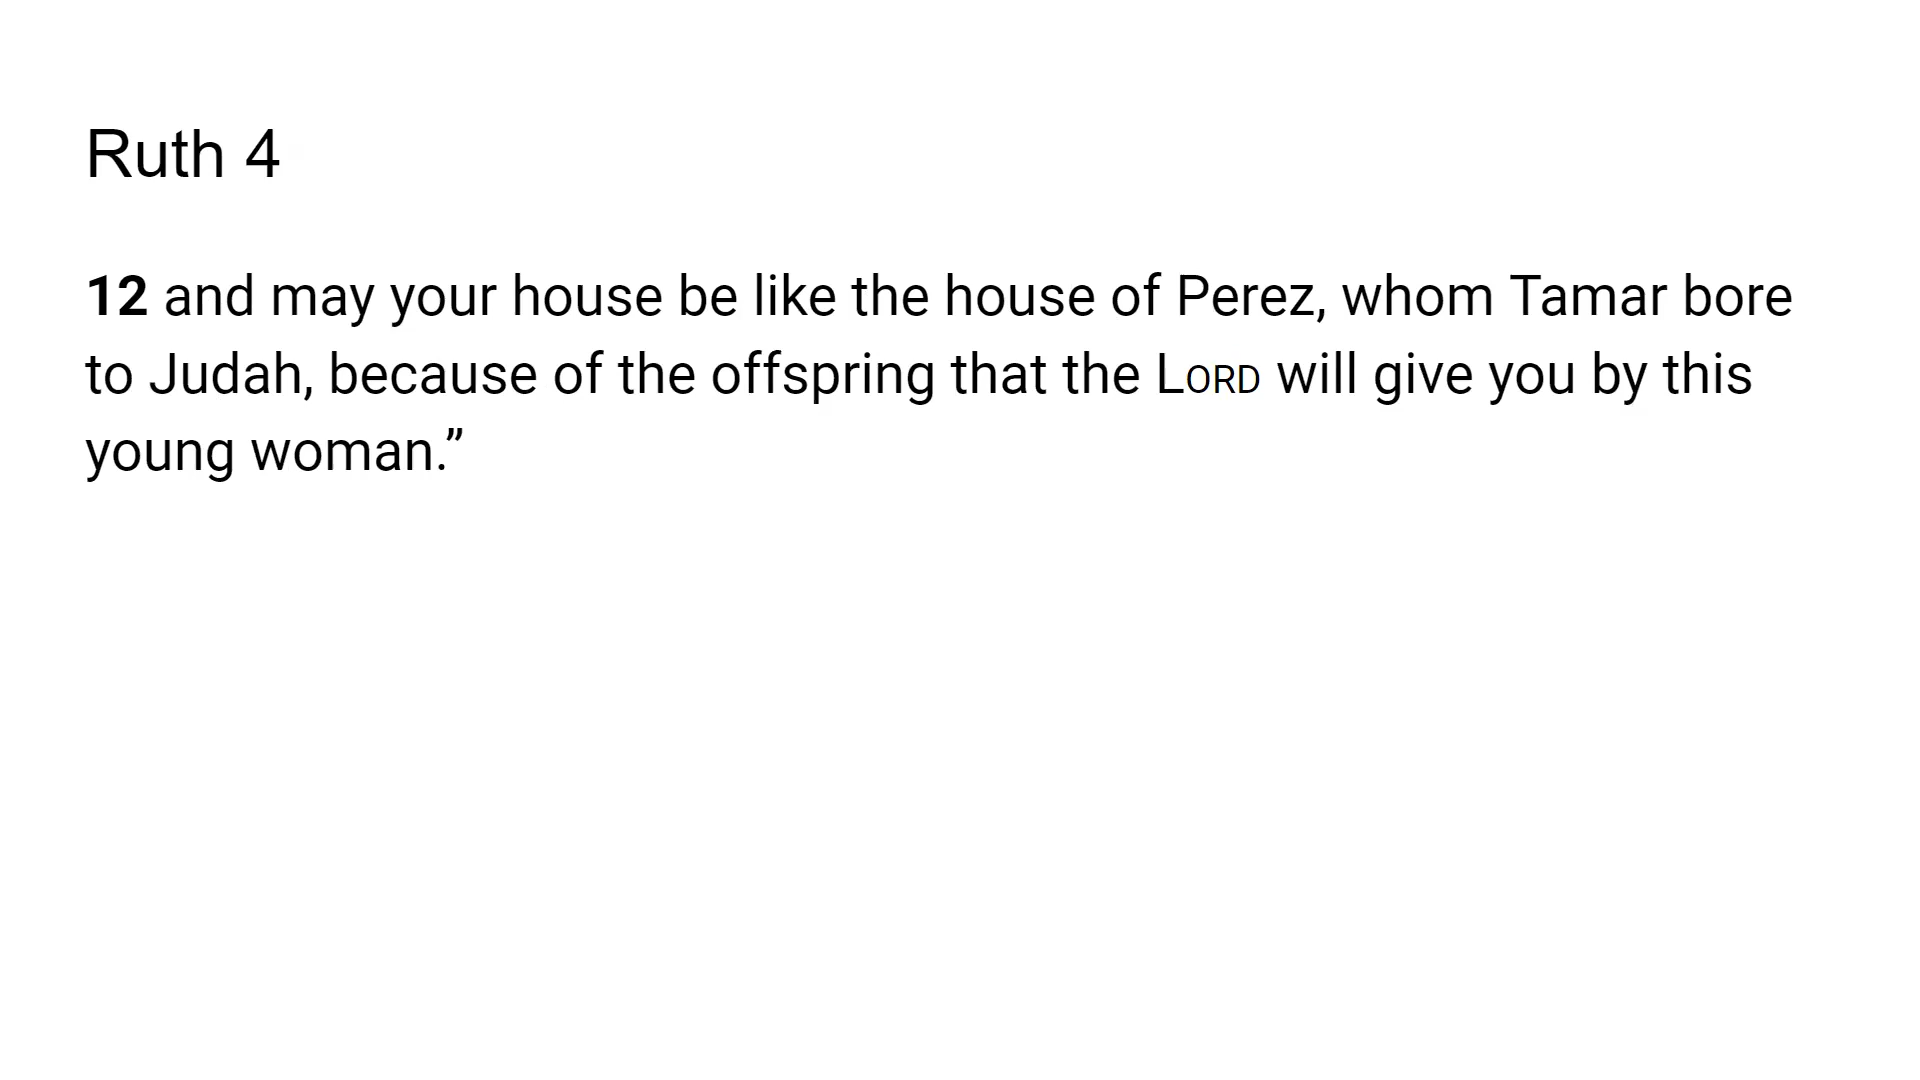 Ruth 4
12 and may your house be like the house of Perez, whom Tamar bore
to Judah, because of the offspring that the LORD will give you by this
young woman.”